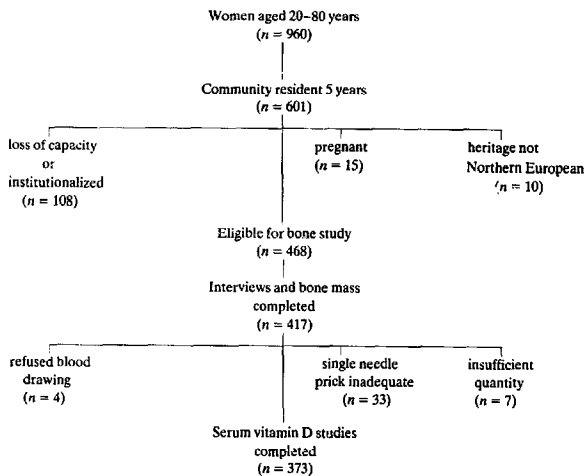 Women aged 20–80 years
(n = 960)
Community resident 5 years
(n = 601)
loss of capacity
or
institutionalized
(n = 108)
pregnant
(n = 15)
heritage not
Northern European
(n = 10)
Eligible for bone study
(n = 468)
Interviews and bone mass
completed
(n = 417)
refused blood
drawing
(n = 4)
single needle
prick inadequate
(n = 33)
insufficient
quantity
(n = 7)
Serum vitamin D studies
completed
(n = 373)